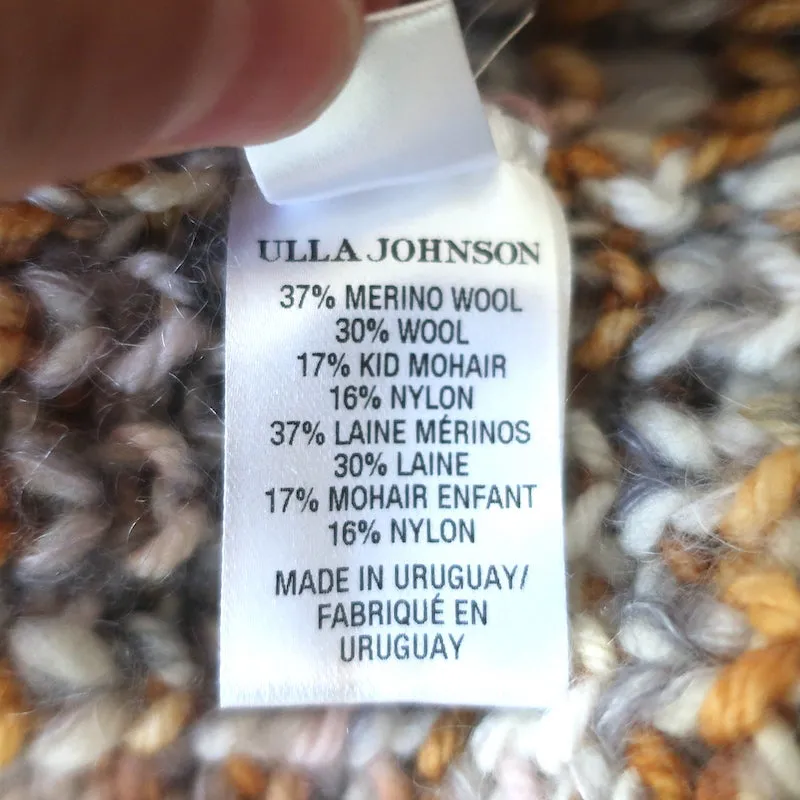 ULLA JOHNSON
37% MERINO WOOL
30% WOOL
17% KID MOHAIR
16% NYLON
37% LAINE MÉRINOS
30% LAINE
17% MOHAIR ENFANT
16% NYLON
MADE IN URUGUAY/
FABRIQUÉ EN
URUGUAY